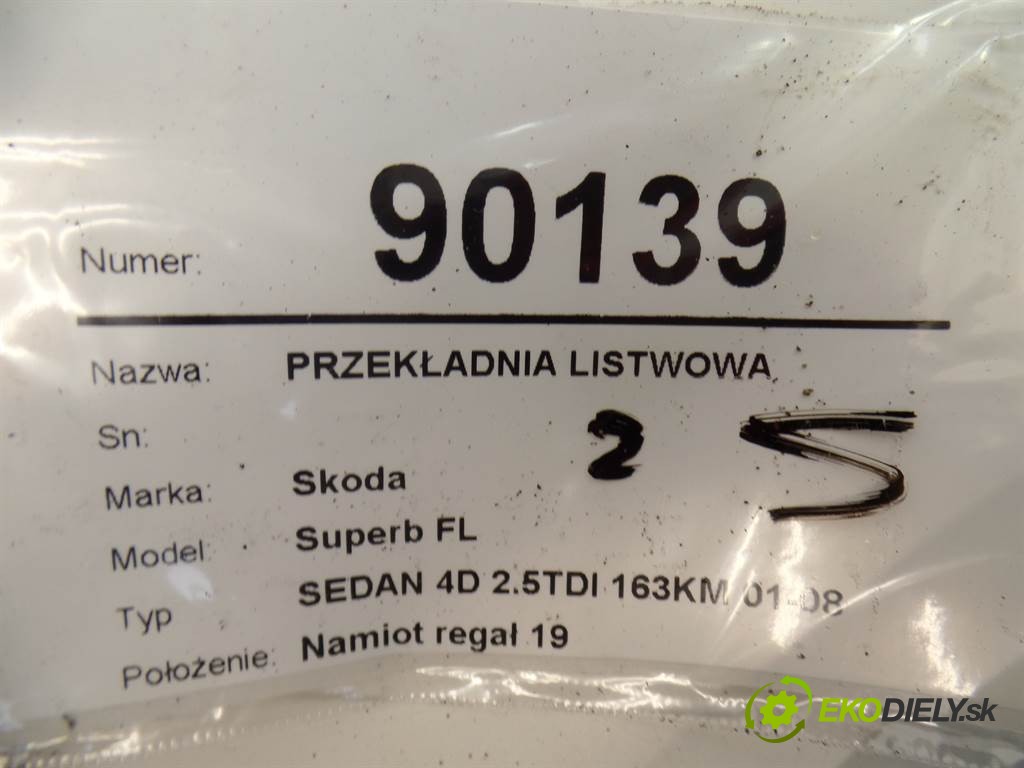 Numer: 90139
Nazwa: PRZEKŁADNIA LISTWOWA
Sn:
2 5
Marka: Skoda
Model: Superb FL
Typ SEDAN 4D 2.5TDI 163KM 01-08
Położenie: Namiot regał 19
EKODIELY.sk